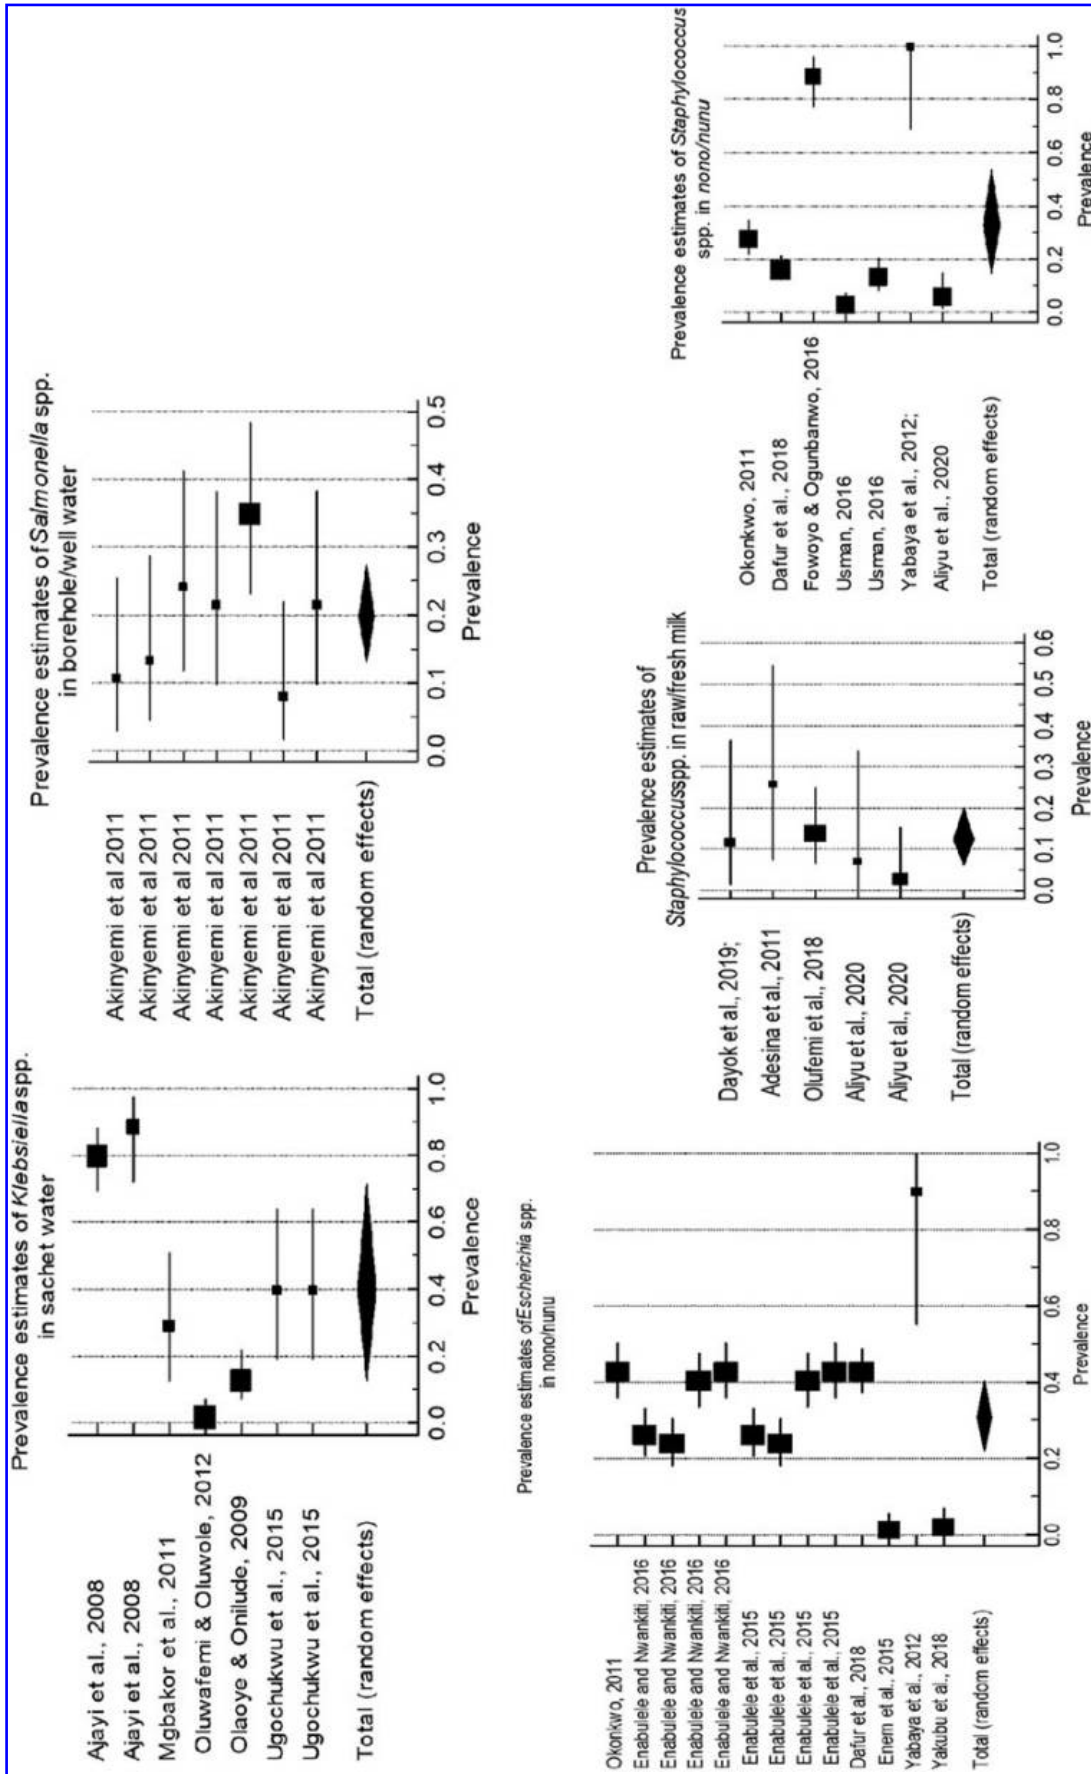 Prevalence estimates of Klebsiella spp.
in sachet water
Ajayi et al., 2008
Ajayi et al., 2008
Mgbakor et al., 2011
Oluwafemi & Oluwole, 2012
Olaoye & Onilude, 2009
Ugochukwu et al., 2015
Ugochukwu et al., 2015
Total (random effects)
0.0 0.2 0.4 0.6 0.8 1.0
Prevalence
Prevalence estimates of Salmonella spp.
in borehole/well water
Akinyemi et al 2011
Akinyemi et al 2011
Akinyemi et al 2011
Akinyemi et al 2011
Akinyemi et al 2011
Akinyemi et al 2011
Akinyemi et al 2011
Total (random effects)
0.0 0.1 0.2 0.3 0.4 0.5
Prevalence
Prevalence estimates of Escherichia spp.
in nono/nunu
Okonkwo, 2011
Enabulele and Nwankiti, 2016
Enabulele and Nwankiti, 2016
Enabulele and Nwankiti, 2016
Enabulele and Nwankiti, 2016
Enabulele et al., 2015
Enabulele et al., 2015
Enabulele et al., 2015
Enabulele et al., 2015
Dafur et al., 2018
Enem et al., 2015
Yabaya et al., 2012
Yakubu et al., 2018
Total (random effects)
0.0 0.2 0.4 0.6 0.8 1.0
Prevalence
Prevalence estimates of
Staphylococcus spp. in raw/fresh milk
Dayok et al., 2019;
Adesina et al., 2011
Olufemi et al., 2018
Aliyu et al., 2020
Aliyu et al., 2020
Total (random effects)
0.0 0.1 0.2 0.3 0.4 0.5 0.6
Prevalence
Prevalence estimates of Staphylococcus
spp. in nono/nunu
Okonkwo, 2011
Dafur et al., 2018
Fowoyo & Ogunbanwo, 2016
Usman, 2016
Usman, 2016
Yabaya et al., 2012;
Aliyu et al., 2020
Total (random effects)
0.0 0.2 0.4 0.6 0.8 1.0
Prevalence